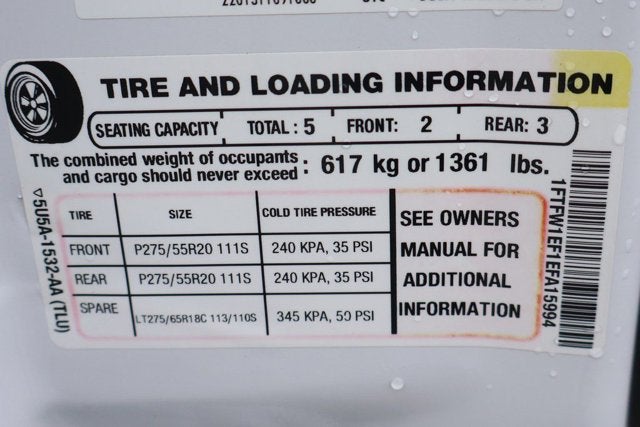 TIRE AND LOADING INFORMATION
SEATING CAPACITY TOTAL : 5 FRONT: 2 REAR: 3
The combined weight of occupants
and cargo should never exceed : 617 kg or 1361 lbs.
TIRE SIZE COLD TIRE PRESSURE
FRONT P275/55R20 111S 240 KPA, 35 PSI
REAR P275/55R20 111S 240 KPA, 35 PSI
SPARE LT275/65R18C 113/110S 345 KPA, 50 PSI
SEE OWNERS
MANUAL FOR
ADDITIONAL
INFORMATION
5U5A-1532-AA (TLU)
1FTFW1EF1EFA15994